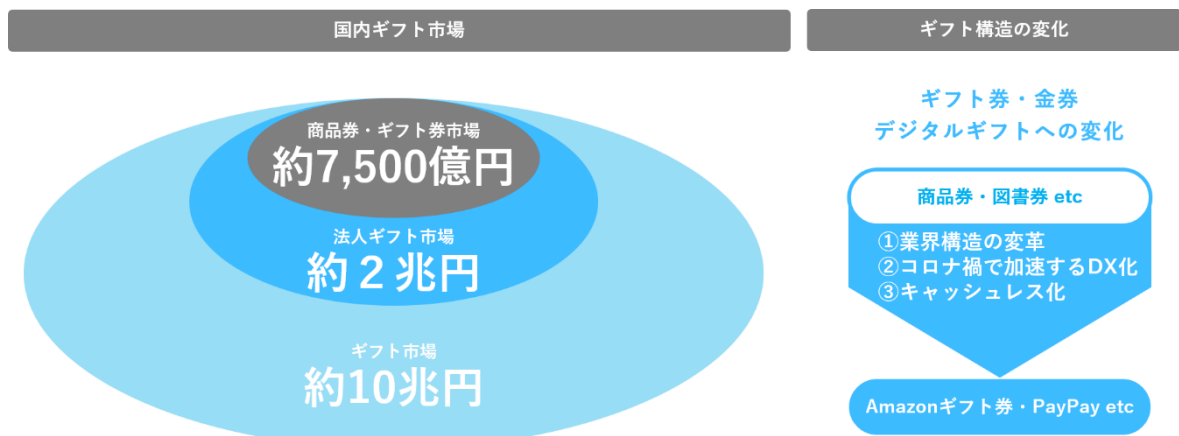 国内ギフト市場
商品券・ギフト券市場
約7,500億円
法人ギフト市場
約２兆円
ギフト市場
約10兆円
ギフト構造の変化
ギフト券・金券
デジタルギフトへの変化
商品券・図書券 etc
①業界構造の変革
②コロナ禍で加速するDX化
③キャッシュレス化
Amazonギフト券・PayPay etc